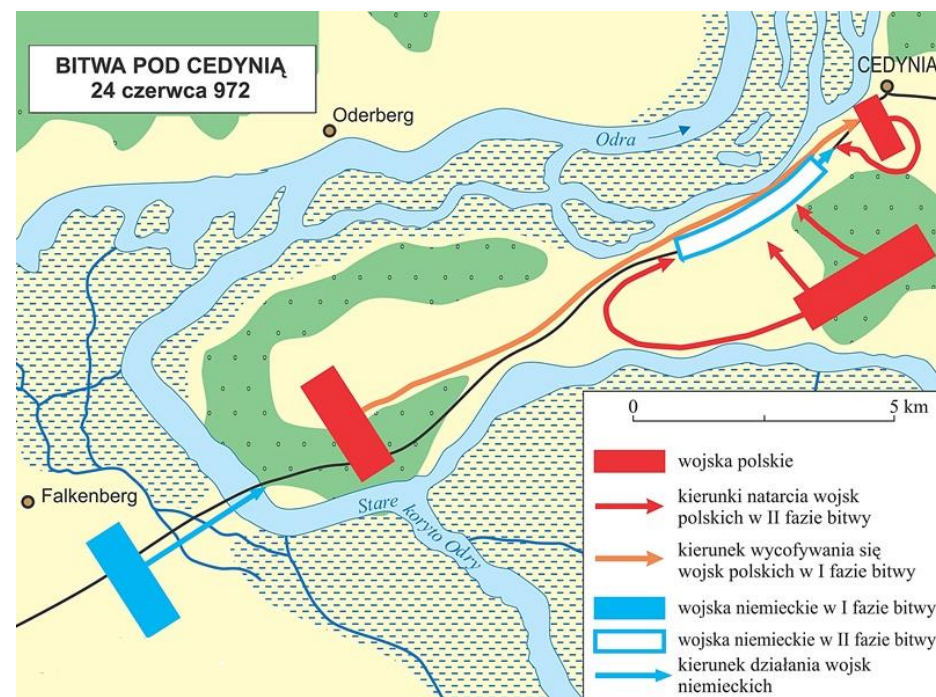 BITWA POD CEDYNIĄ
24 czerwca 972
CEDYNIA
Oderberg
Odra
Falkenberg
Stare koryto Odry
0 5 km
wojska polskie
kierunki natarcia wojsk
polskich w II fazie bitwy
kierunek wycofywania się
wojsk polskich w I fazie bitwy
wojska niemieckie w I fazie bitwy
wojska niemieckie w II fazie bitwy
kierunek działania wojsk
niemieckich